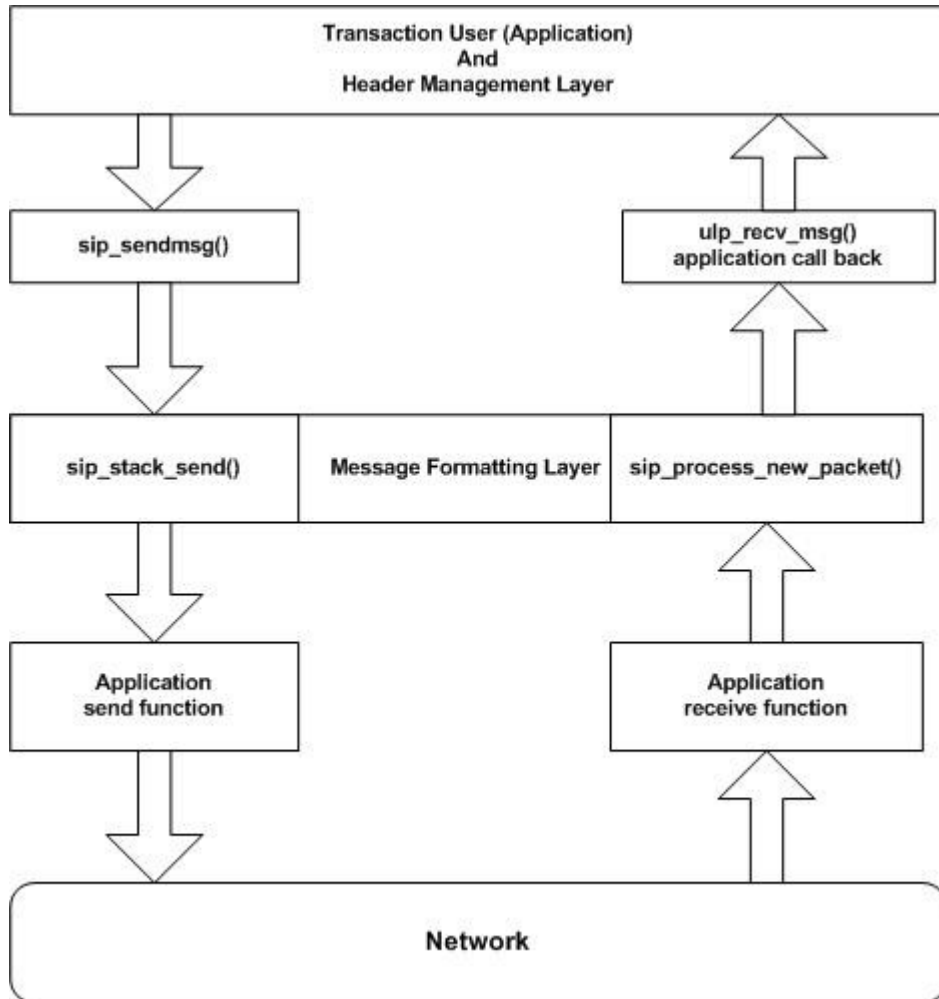 Transaction User (Application)
And
Header Management Layer
sip_sendmsg()
ulp_recv_msg()
application call back
sip_stack_send()
Message Formatting Layer
sip_process_new_packet()
Application
send function
Application
receive function
Network